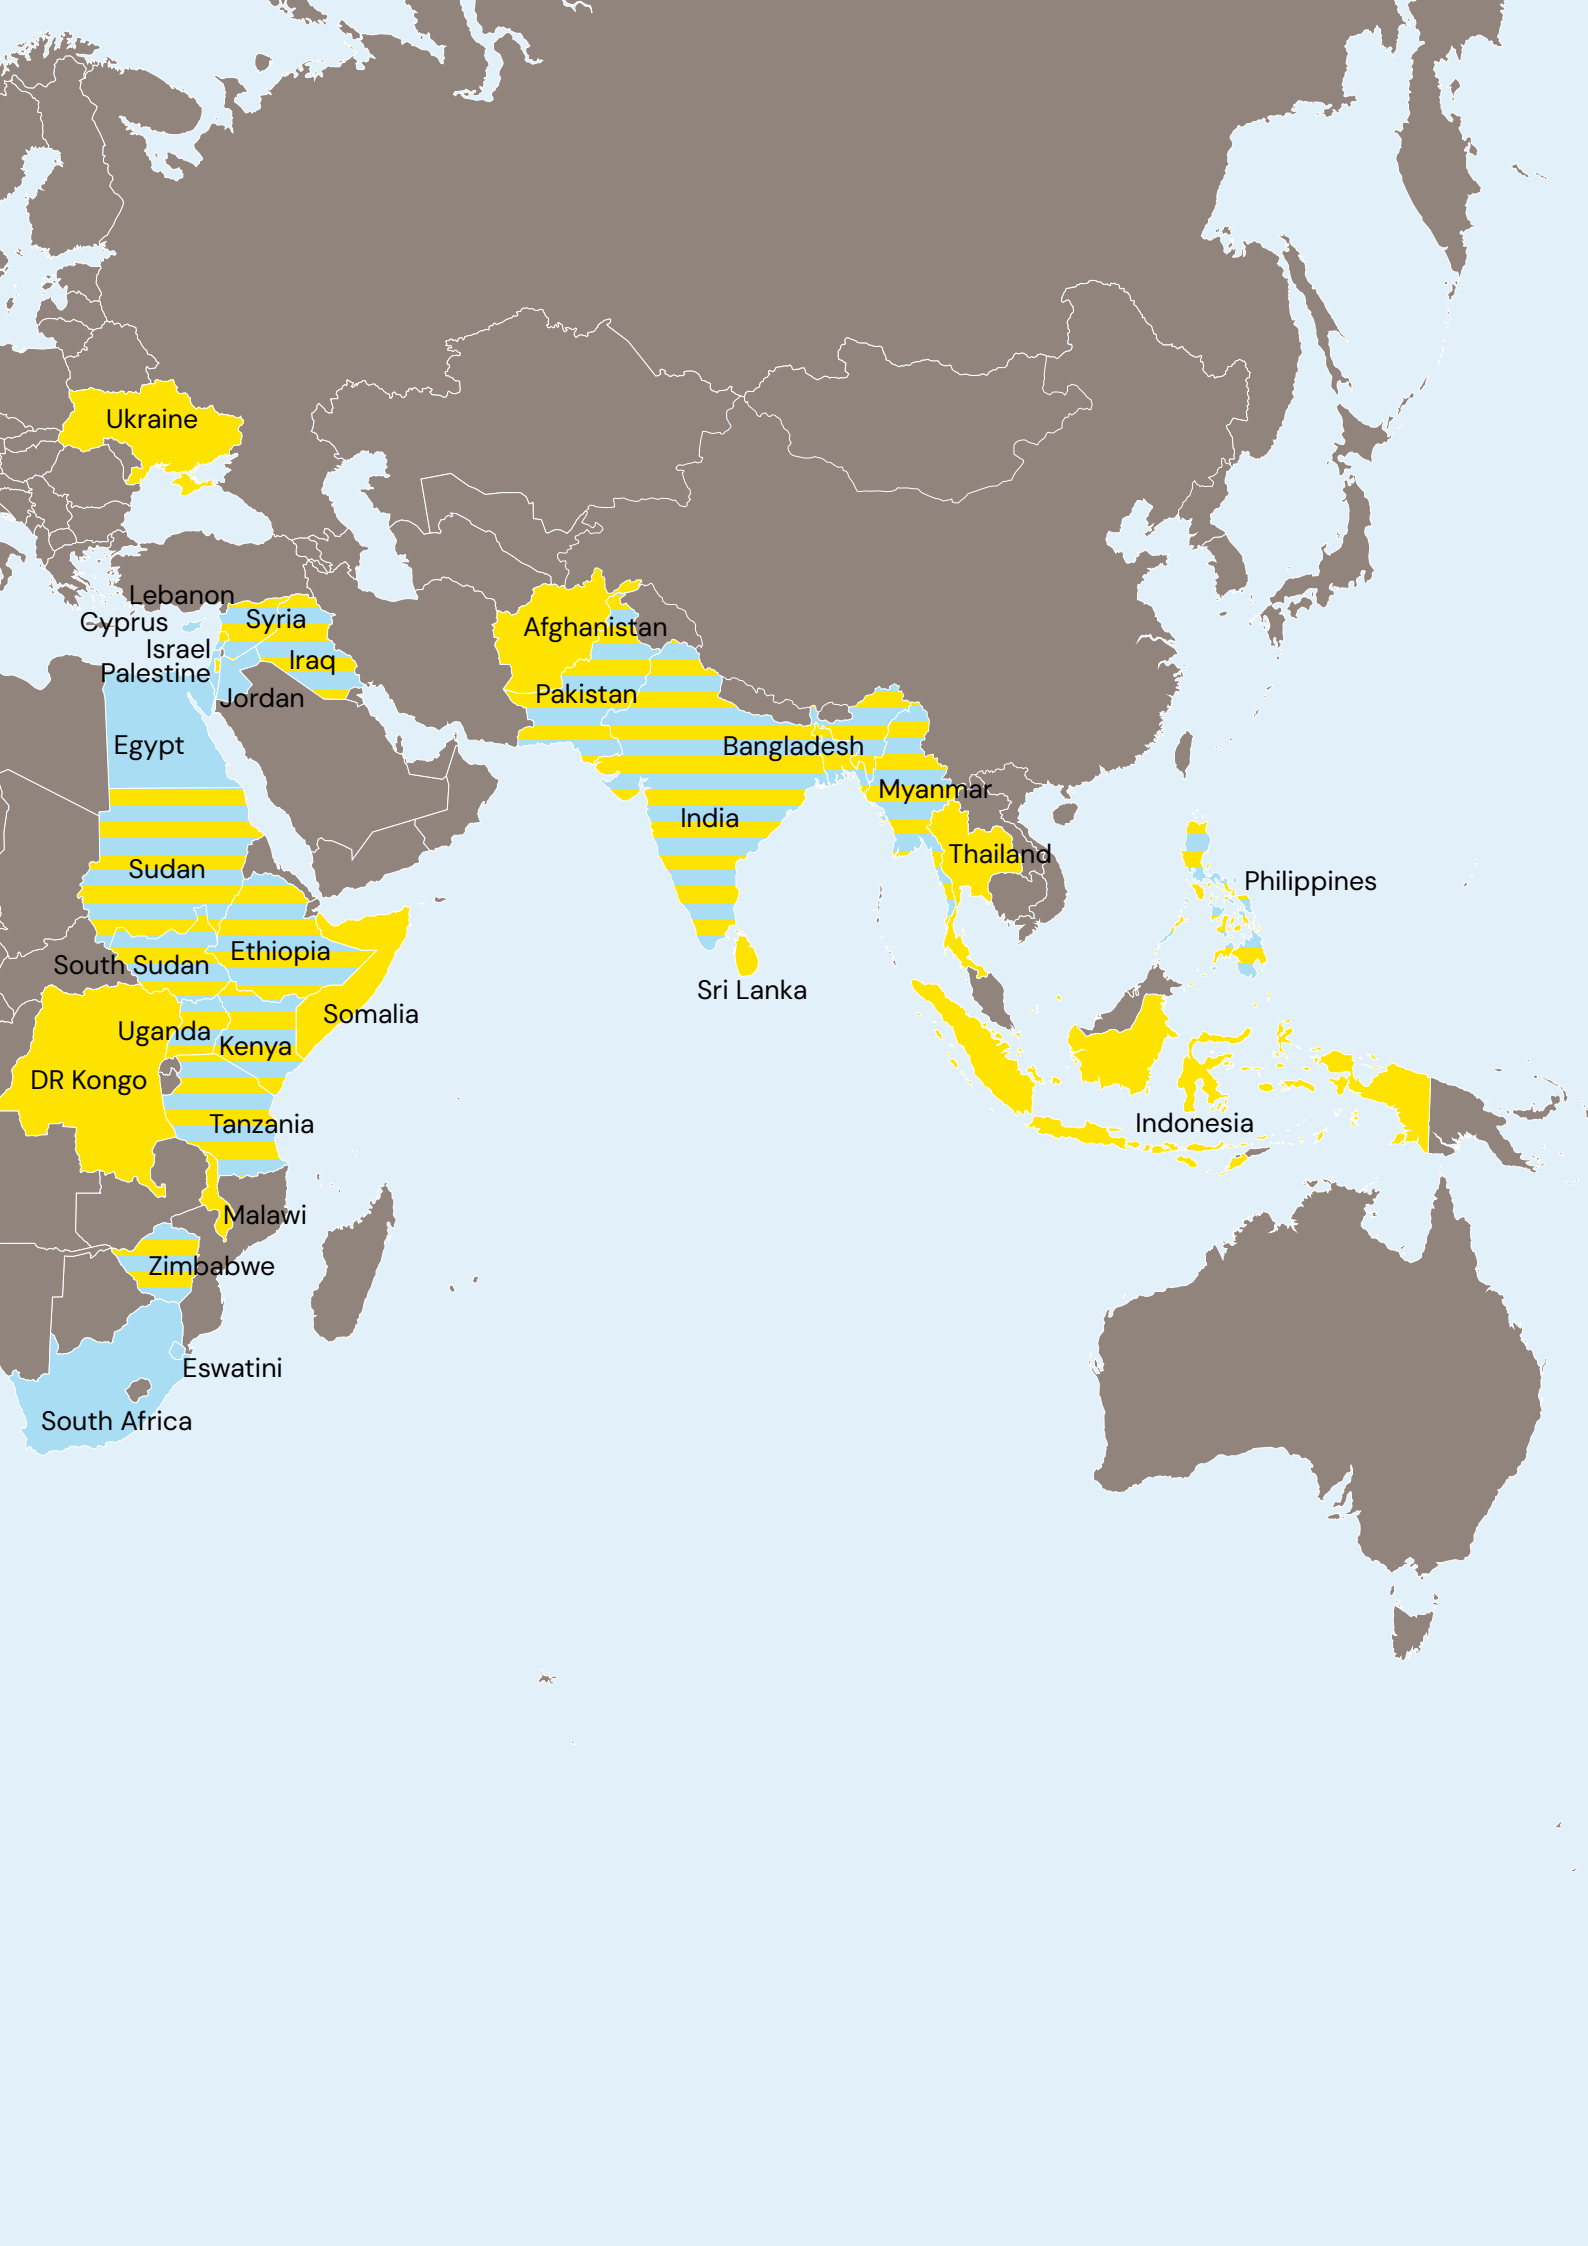 Ukraine
Lebanon
Cyprus
Syria
Afghanistan
Israel
Iraq
Palestine
Jordan
Pakistan
Egypt
Bangladesh
Myanmar
India
Thailand
Sudan
Philippines
Ethiopia
South Sudan
Sri Lanka
Somalia
Uganda
Kenya
DR Kongo
Tanzania
Indonesia
Malawi
Zimbabwe
Eswatini
South Africa